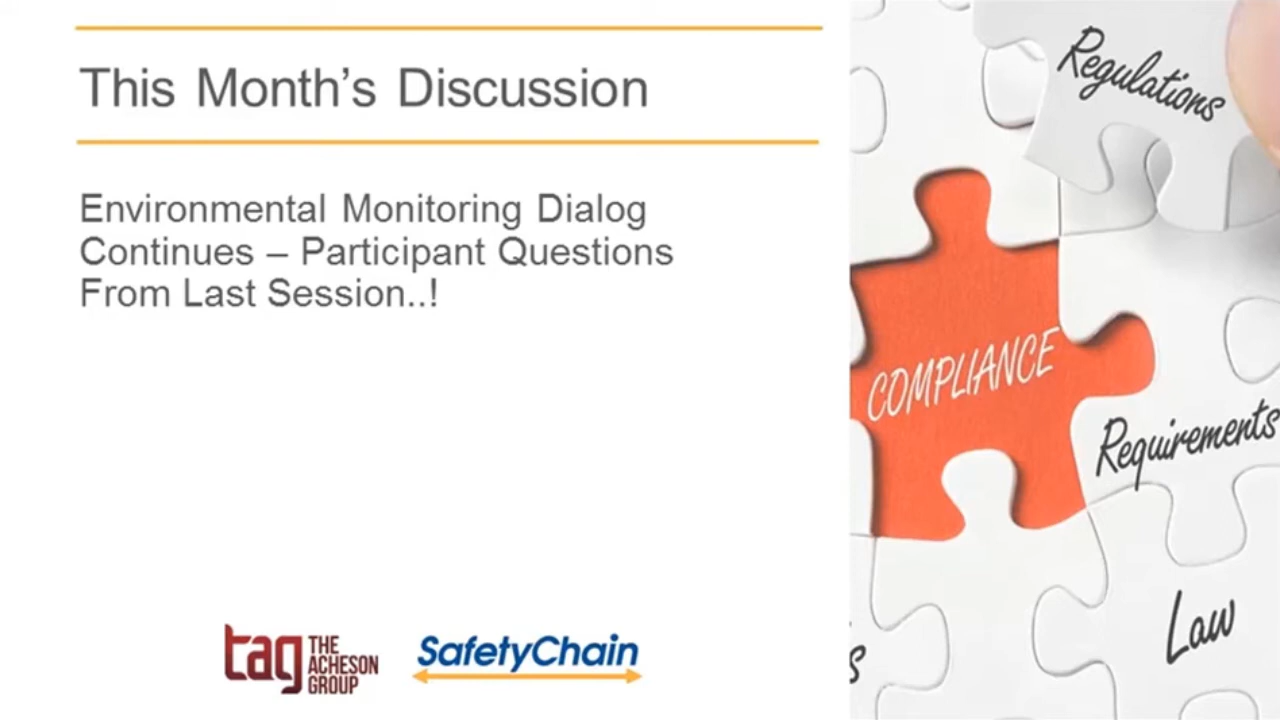 This Month's Discussion
Environmental Monitoring Dialog
Continues – Participant Questions
From Last Session..!
tag THE
ACHESON
GROUP
SafetyChain
Regulations
COMPLIANCE
Requirements
Law
s